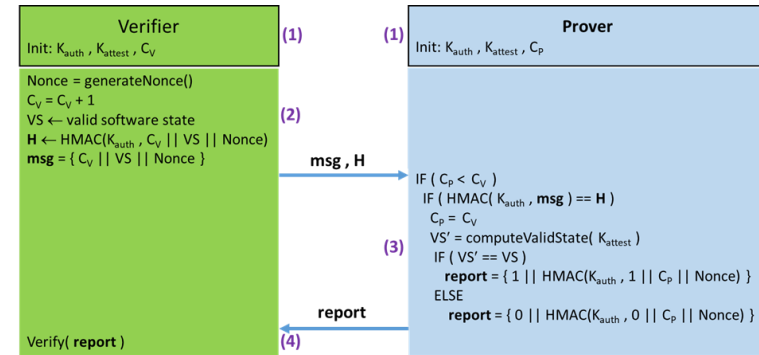 Verifier
Init: Kauth , Kattest , CV
(1)
(1)
Prover
Init: Kauth , Kattest , CP
Nonce = generateNonce()
CV = CV + 1
VS ← valid software state
H ← HMAC(Kauth , CV || VS || Nonce)
msg = { CV || VS || Nonce }
(2)
msg , H
IF ( CP < CV )
IF ( HMAC( Kauth , msg ) == H )
CP = CV
VS’ = computeValidState( Kattest )
(3)
IF ( VS’ == VS )
report = { 1 || HMAC(Kauth , 1 || CP || Nonce) }
ELSE
report = { 0 || HMAC(Kauth , 0 || CP || Nonce) }
report
Verify( report )
(4)